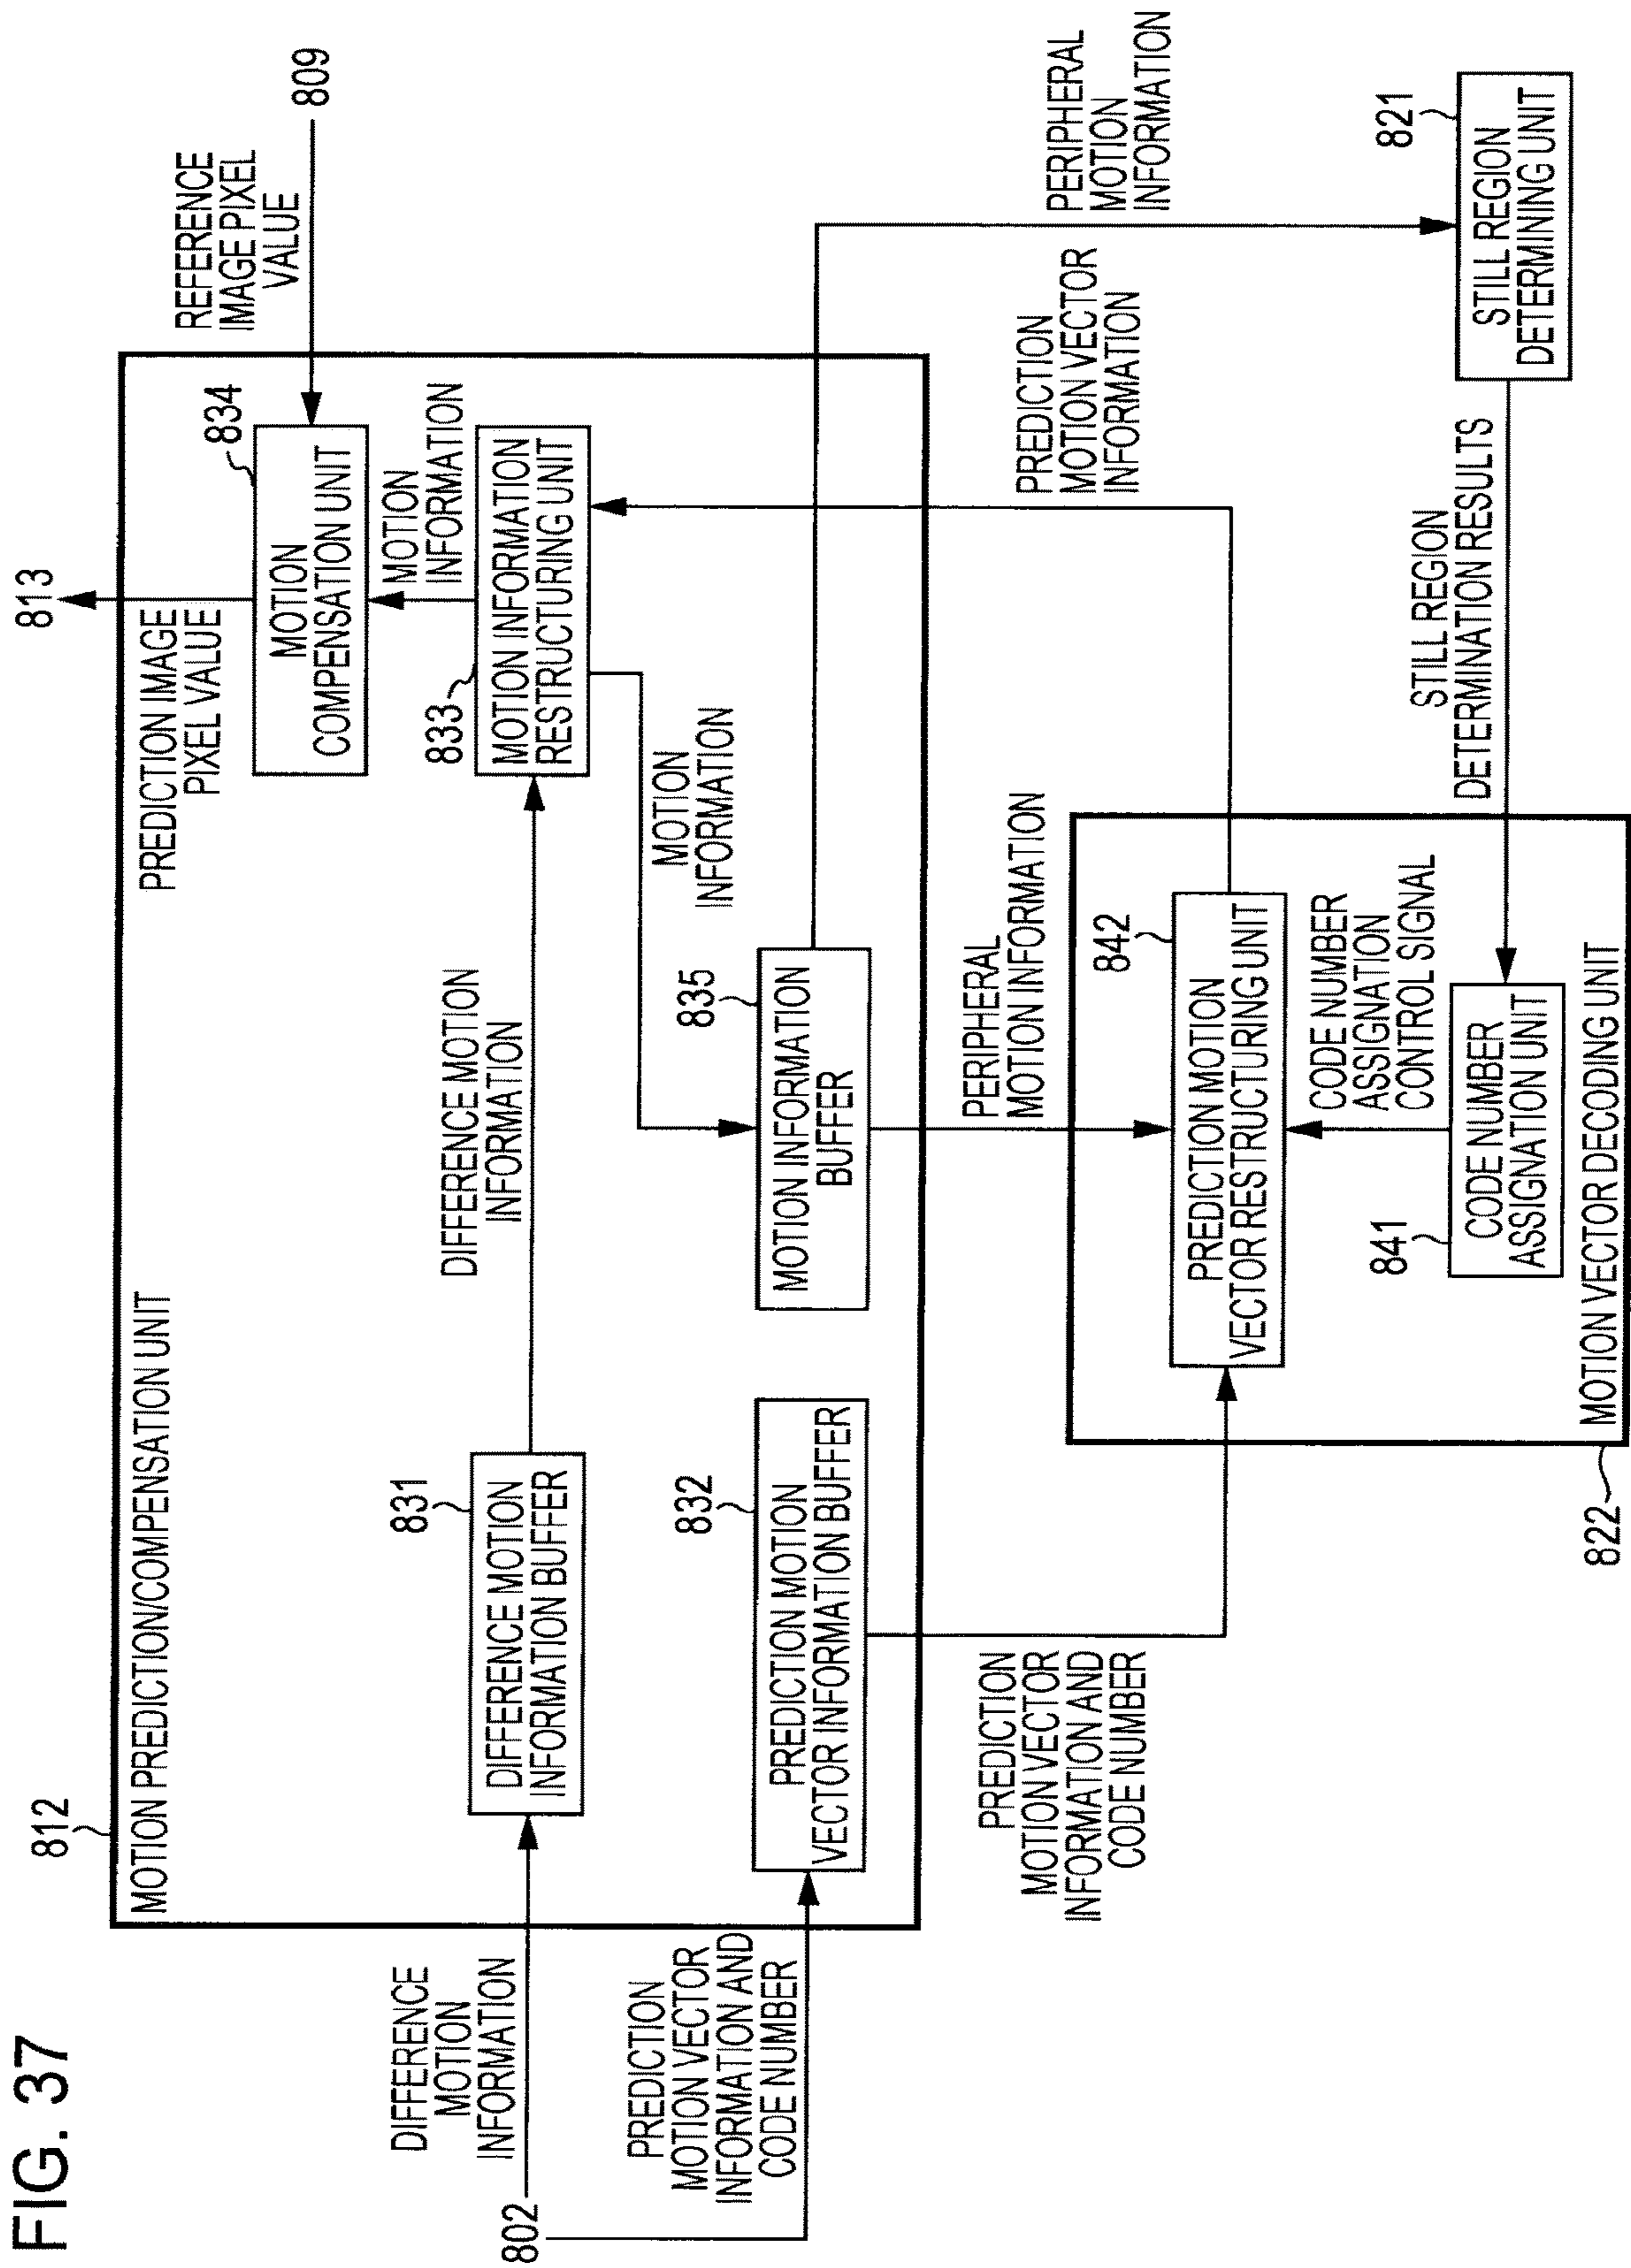 FIG. 37
812
MOTION PREDICTION/COMPENSATION UNIT
813
PREDICTION IMAGE
PIXEL VALUE
REFERENCE
IMAGE PIXEL
VALUE
809
834
MOTION
COMPENSATION UNIT
MOTION
INFORMATION
802
DIFFERENCE
MOTION
INFORMATION
831
DIFFERENCE MOTION
INFORMATION BUFFER
DIFFERENCE MOTION
INFORMATION
833
MOTION INFORMATION
RESTRUCTURING UNIT
MOTION
INFORMATION
PREDICTION
MOTION VECTOR
INFORMATION AND
CODE NUMBER
832
PREDICTION MOTION
VECTOR INFORMATION BUFFER
835
MOTION INFORMATION
BUFFER
PREDICTION
MOTION VECTOR
INFORMATION AND
CODE NUMBER
PERIPHERAL
MOTION INFORMATION
PREDICTION
MOTION VECTOR
INFORMATION
PERIPHERAL
MOTION
INFORMATION
842
PREDICTION MOTION
VECTOR RESTRUCTURING UNIT
CODE NUMBER
ASSIGNATION
CONTROL SIGNAL
841
CODE NUMBER
ASSIGNATION UNIT
STILL REGION
DETERMINATION RESULTS
821
STILL REGION
DETERMINING UNIT
822
MOTION VECTOR DECODING UNIT